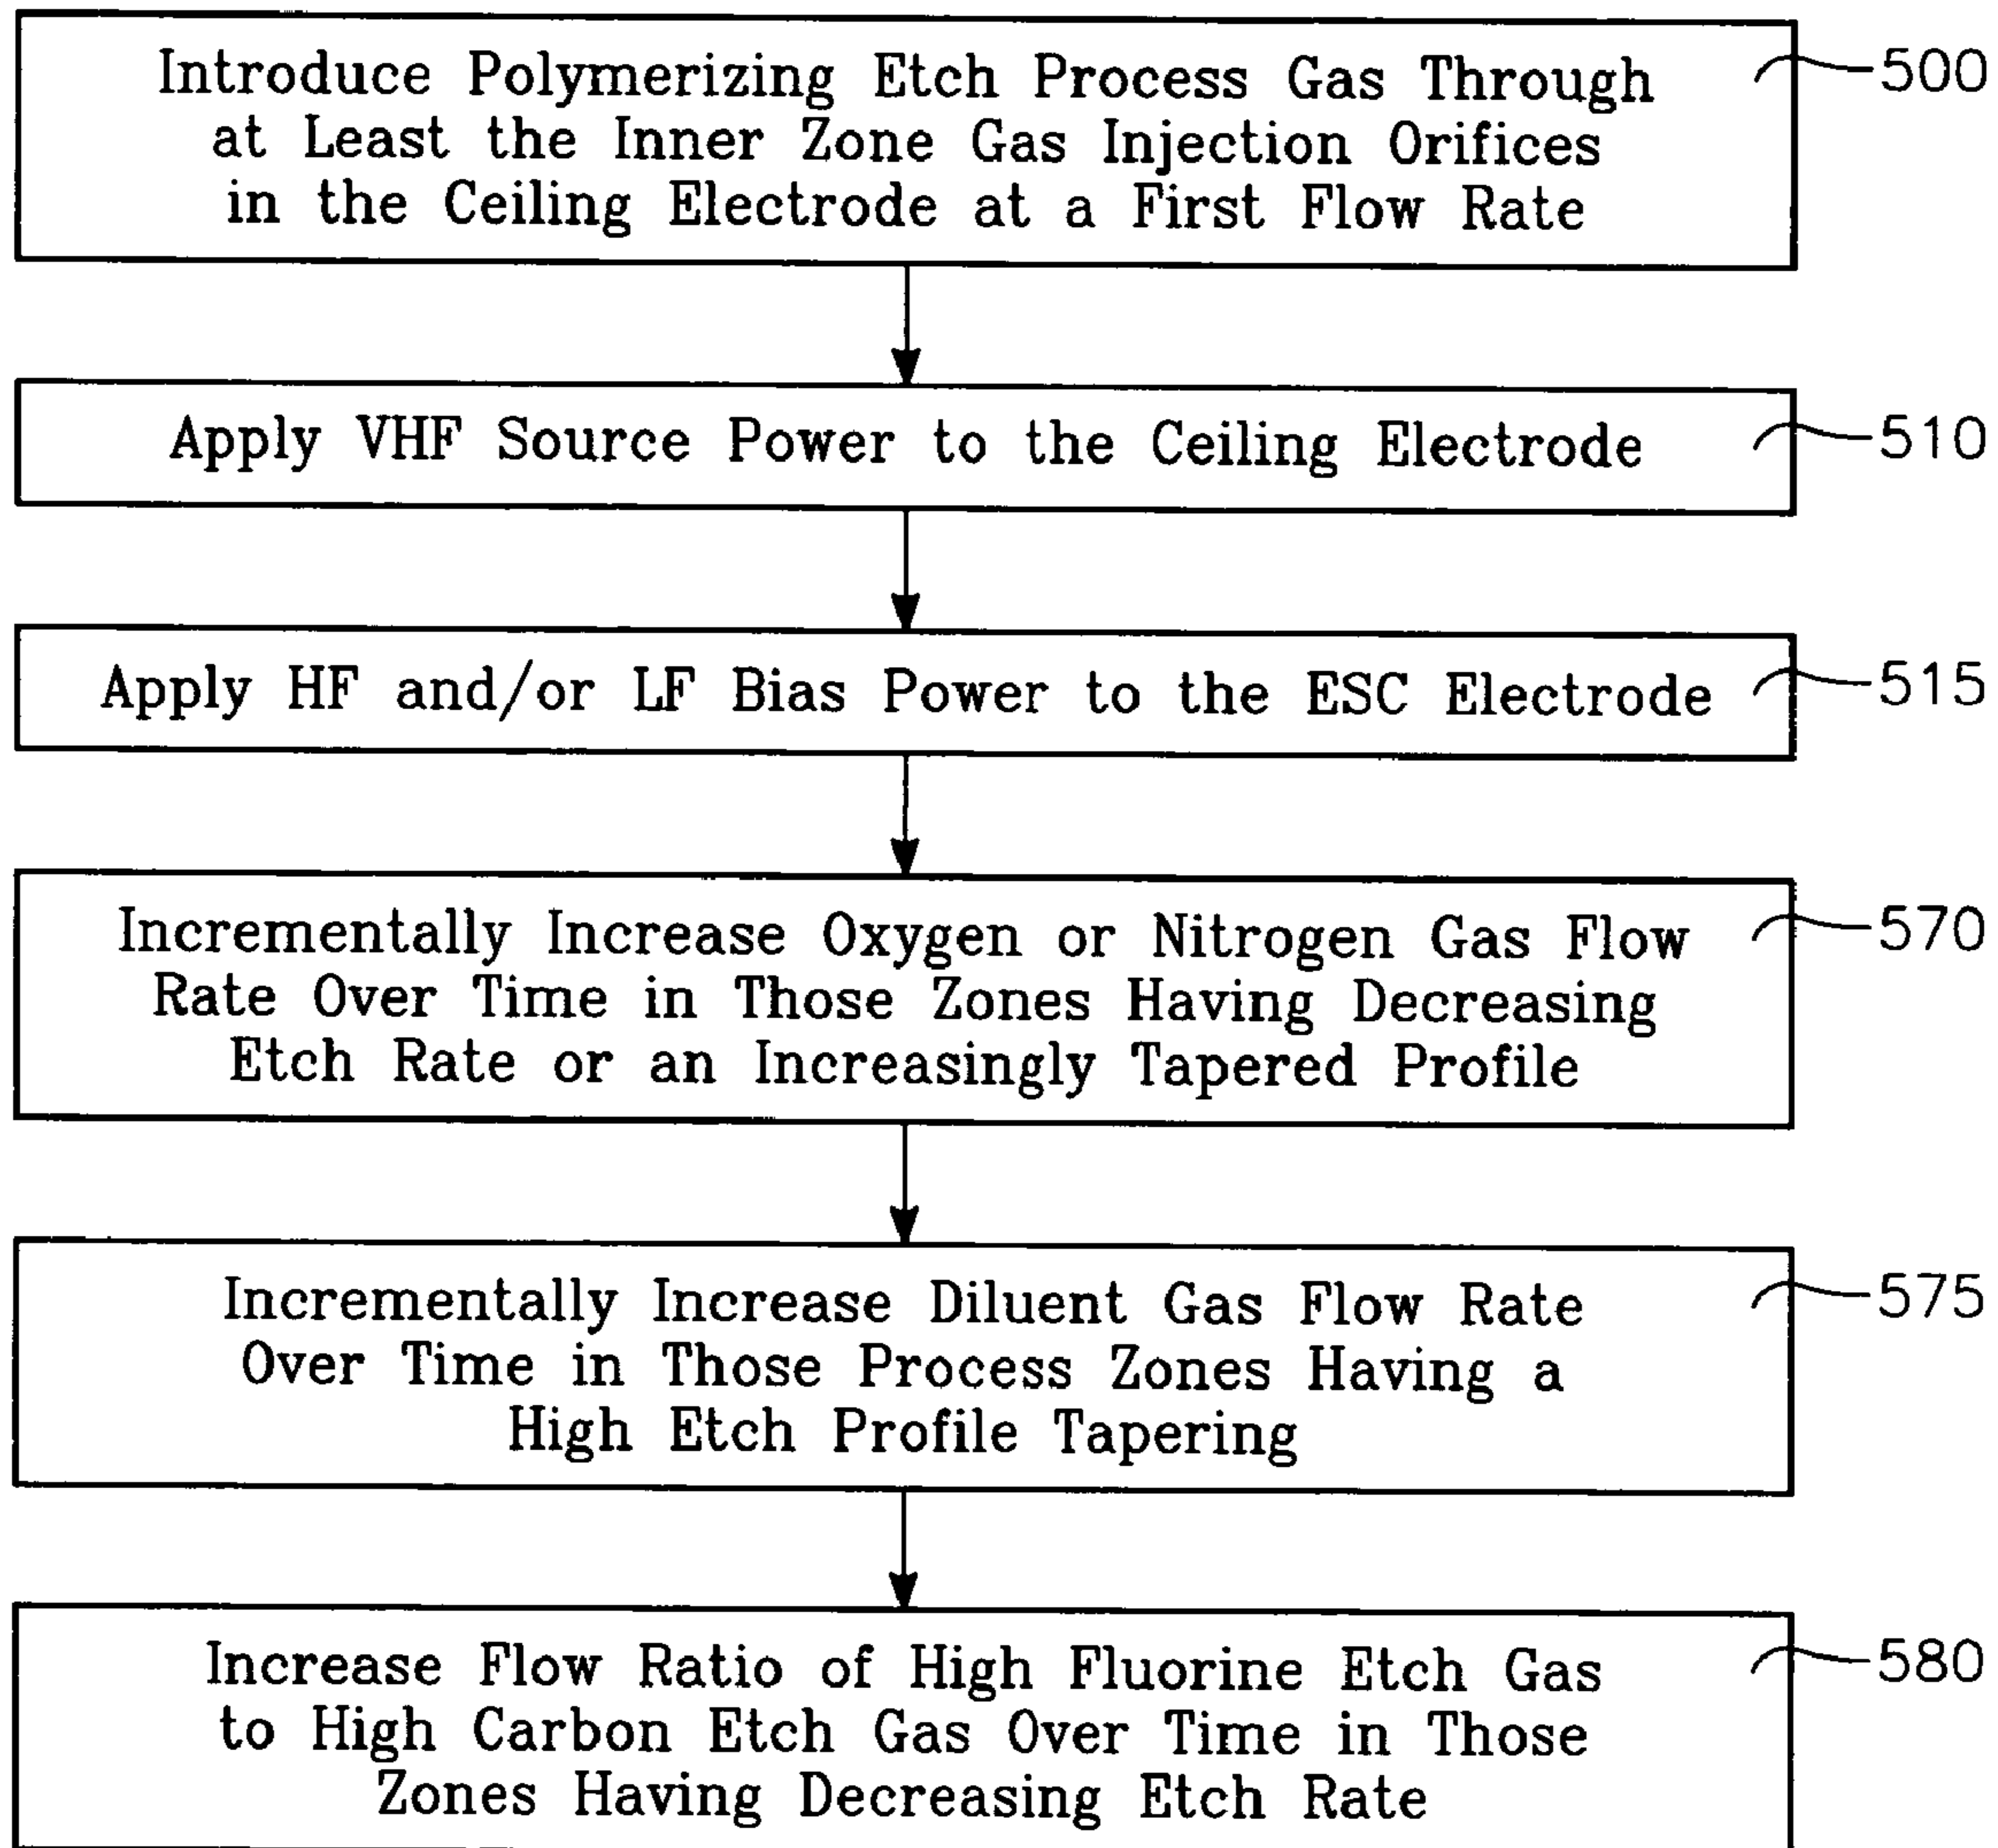 Introduce Polymerizing Etch Process Gas Through
at Least the Inner Zone Gas Injection Orifices
in the Ceiling Electrode at a First Flow Rate
500
Apply VHF Source Power to the Ceiling Electrode
510
Apply HF and/or LF Bias Power to the ESC Electrode
515
Incrementally Increase Oxygen or Nitrogen Gas Flow
Rate Over Time in Those Zones Having Decreasing
Etch Rate or an Increasingly Tapered Profile
570
Incrementally Increase Diluent Gas Flow Rate
Over Time in Those Process Zones Having a
High Etch Profile Tapering
575
Increase Flow Ratio of High Fluorine Etch Gas
to High Carbon Etch Gas Over Time in Those
Zones Having Decreasing Etch Rate
580